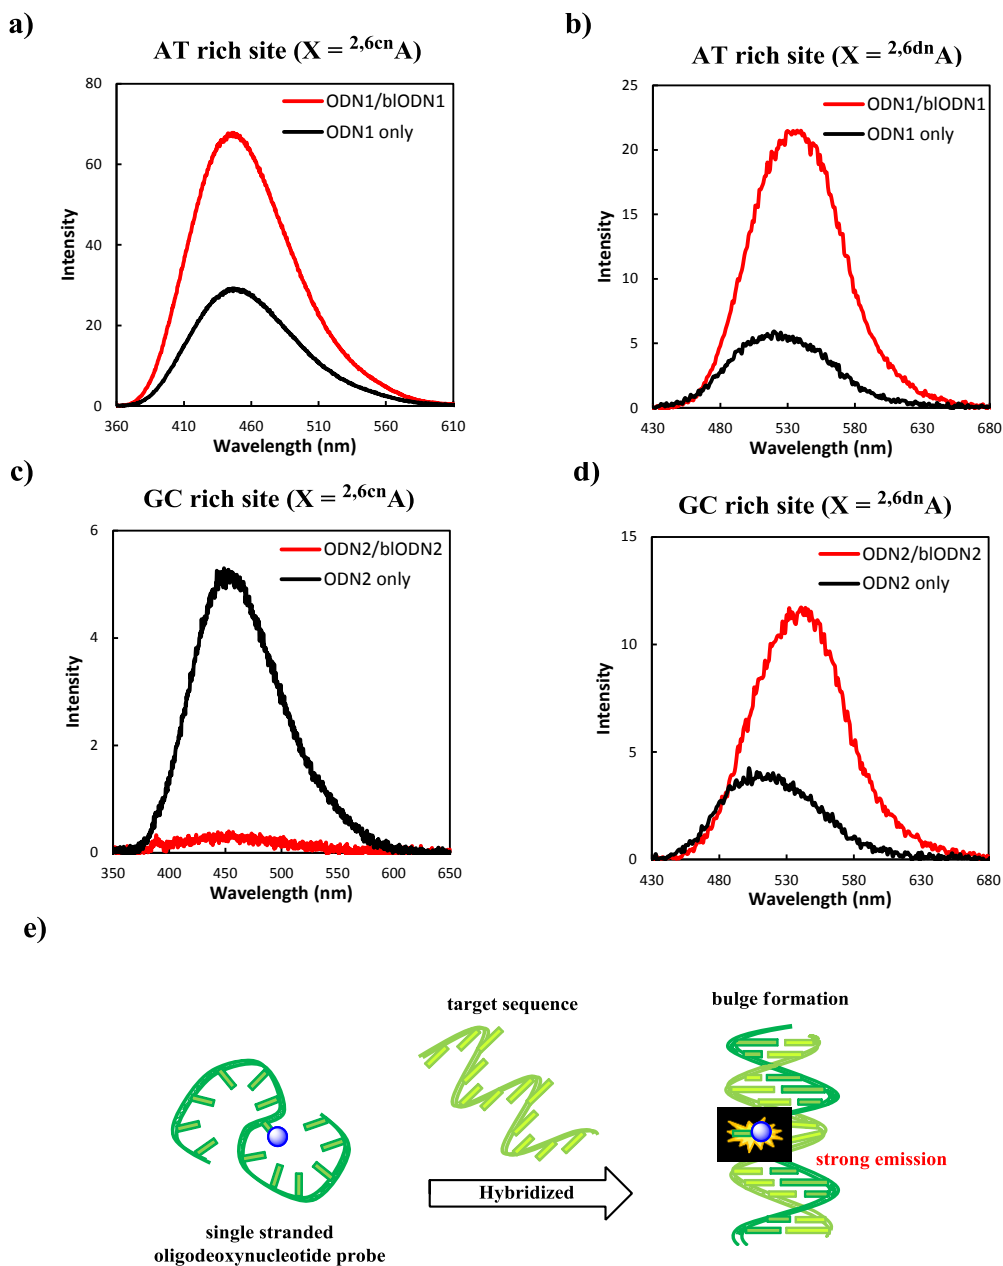 a)
AT rich site (X = 2,6cnA)
80
60
40
20
0
360 410 460 510 560 610
Intensity
Wavelength (nm)
ODN1/blODN1
ODN1 only
b)
AT rich site (X = 2,6dnA)
25
20
15
10
5
0
430 480 530 580 630 680
Intensity
Wavelength (nm)
ODN1/blODN1
ODN1 only
c)
GC rich site (X = 2,6cnA)
6
4
2
0
350 400 450 500 550 600 650
Intensity
Wavelength (nm)
ODN2/blODN2
ODN2 only
d)
GC rich site (X = 2,6dnA)
15
10
5
0
430 480 530 580 630 680
Intensity
Wavelength (nm)
ODN2/blODN2
ODN2 only
e)
single stranded
oligodeoxynucleotide probe
target sequence
Hybridized
bulge formation
strong emission